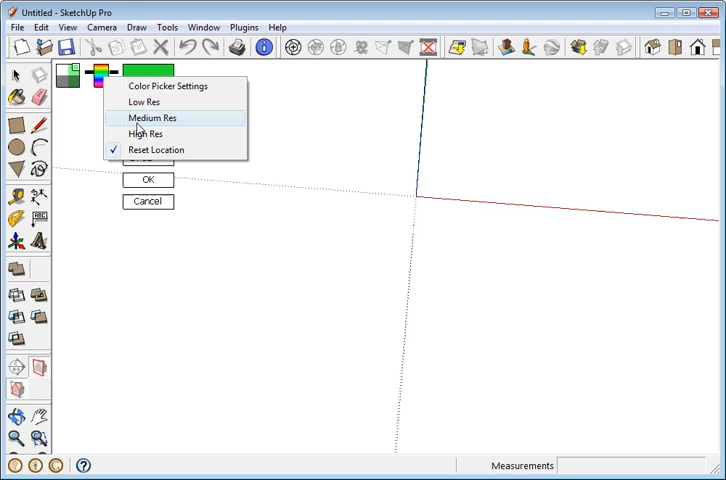 Untitled - SketchUp Pro
File Edit View Camera Draw Tools Window Plugins Help
Color Picker Settings
Low Res
Medium Res
High Res
Reset Location
OK
Cancel
ABC
Measurements